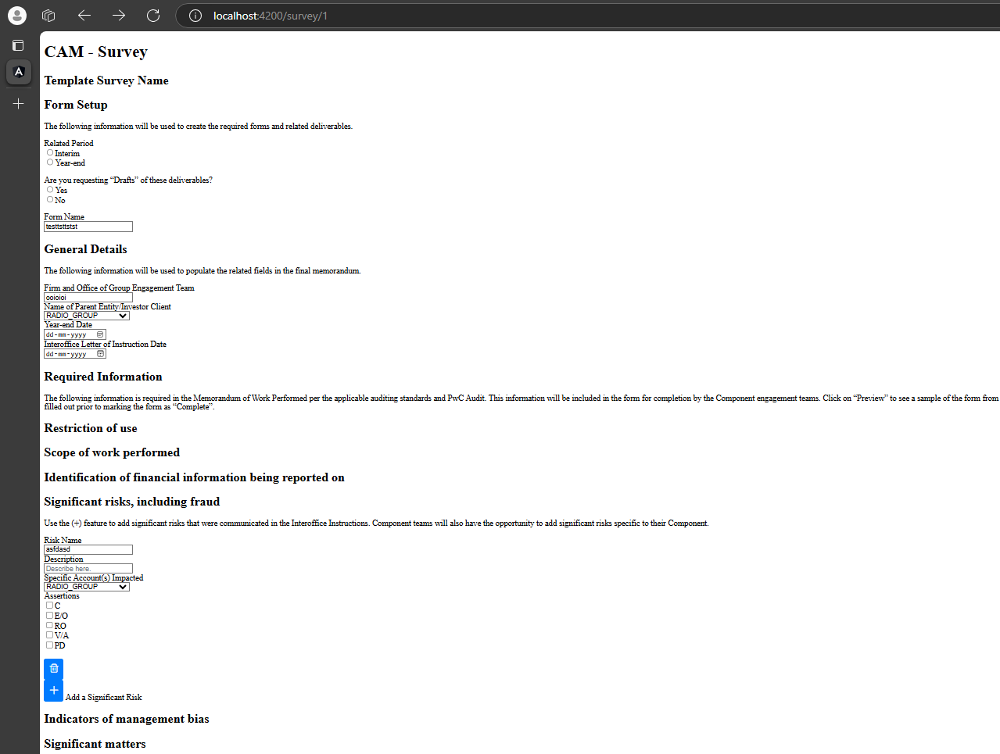 localhost:4200/survey/1
CAM - Survey
Template Survey Name
Form Setup
The following information will be used to create the required forms and related deliverables.
Related Period
Interim
Year-end
Are you requesting “Drafts” of these deliverables?
Yes
No
Form Name
testtsttstst
General Details
The following information will be used to populate the related fields in the final memorandum.
Firm and Office of Group Engagement Team
ooioioi
Name of Parent Entity/Investor Client
RADIO_GROUP
Year-end Date
dd-mm-yyyy
Interoffice Letter of Instruction Date
dd-mm-yyyy
Required Information
The following information is required in the Memorandum of Work Performed per the applicable auditing standards and PwC Audit. This information will be included in the form for completion by the Component engagement teams. Click on “Preview” to see a sample of the form from
filled out prior to marking the form as “Complete”.
Restriction of use
Scope of work performed
Identification of financial information being reported on
Significant risks, including fraud
Use the (+) feature to add significant risks that were communicated in the Interoffice Instructions. Component teams will also have the opportunity to add significant risks specific to their Component.
Risk Name
asfdasd
Description
Describe here.
Specific Account(s) Impacted
RADIO_GROUP
Assertions
C
E/O
RO
V/A
PD
Add a Significant Risk
Indicators of management bias
Significant matters